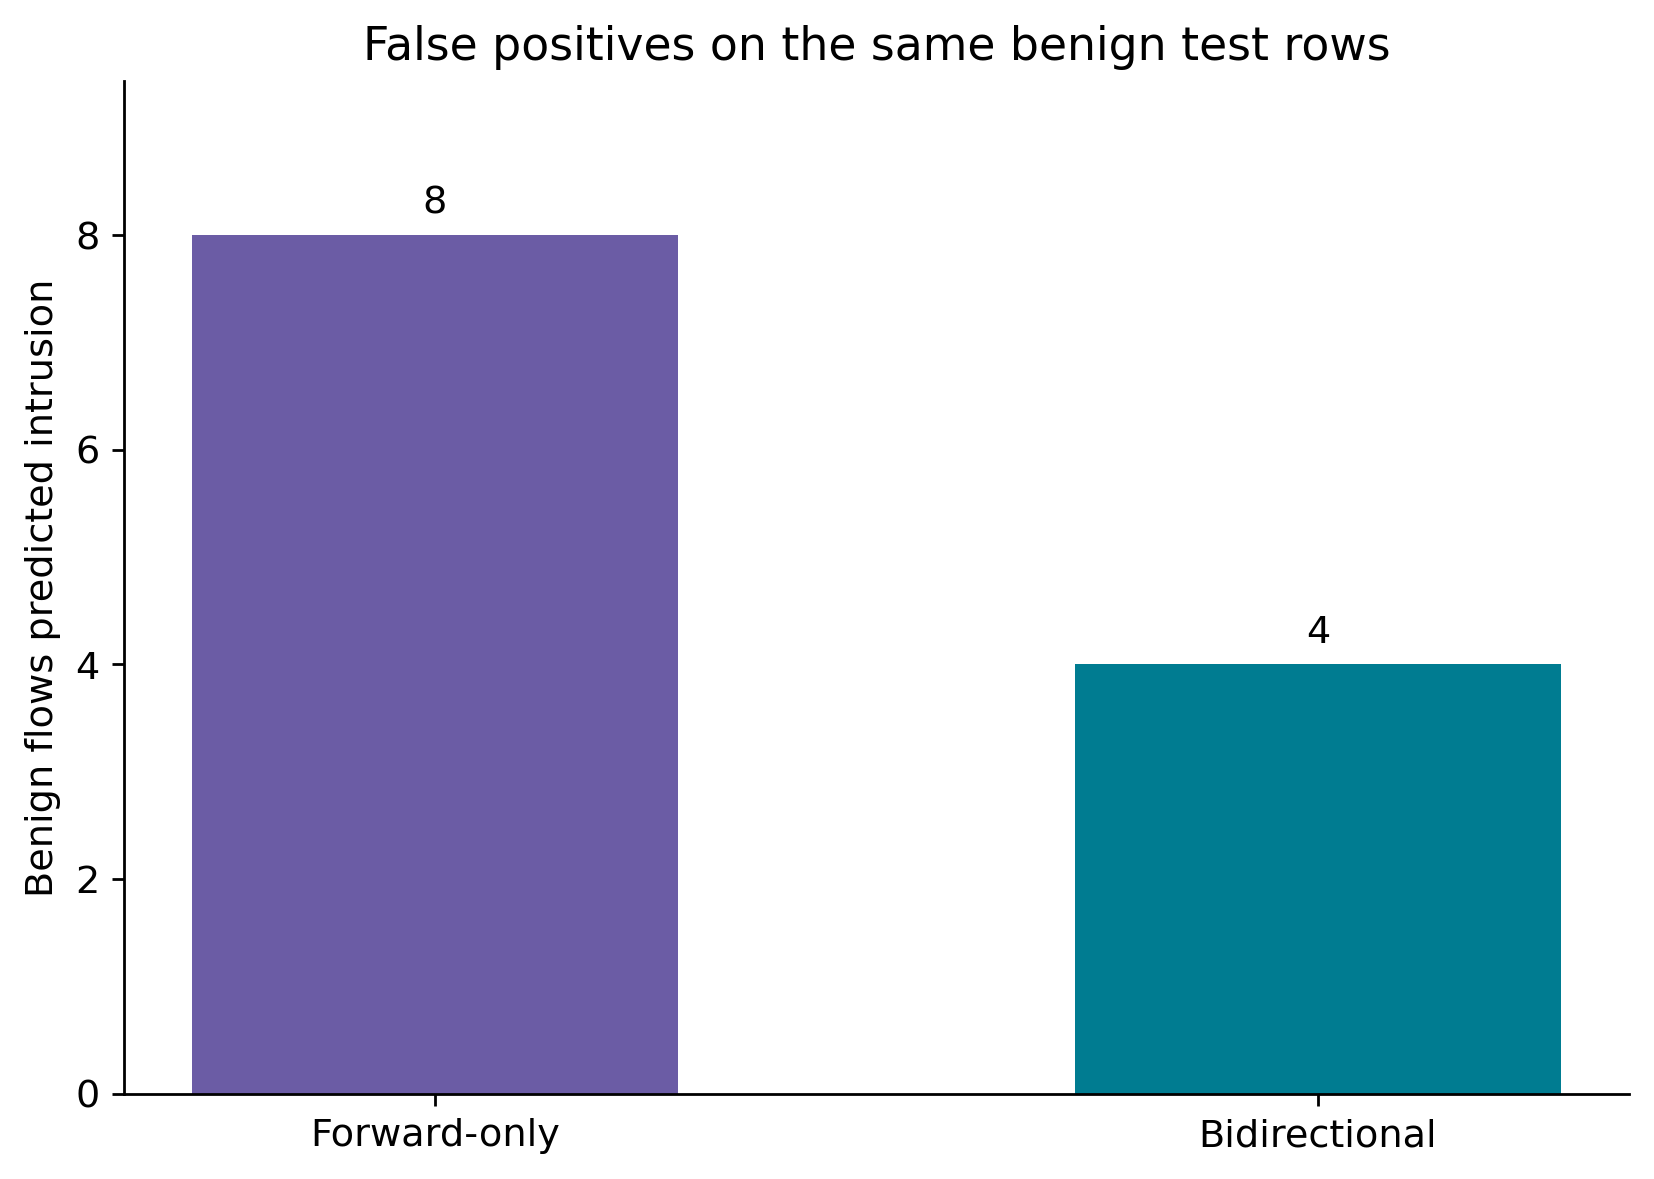 False positives on the same benign test rows
Benign flows predicted intrusion
8
6
4
2
0
8
4
Forward-only
Bidirectional